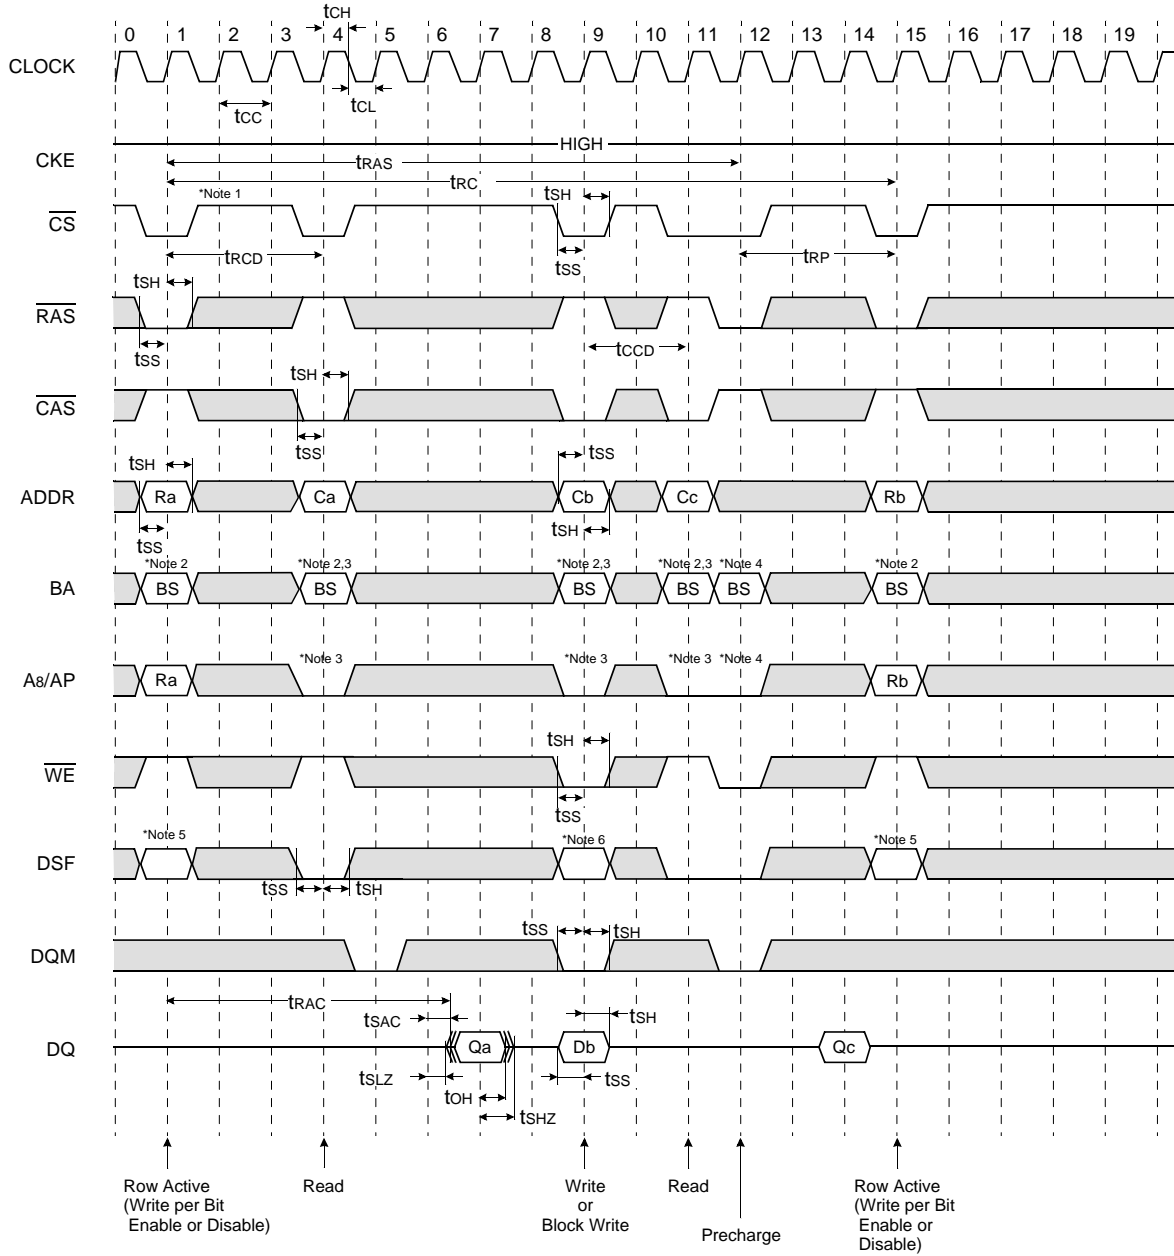 tCH
0 1 2 3 4 5 6 7 8 9 10 11 12 13 14 15 16 17 18 19
CLOCK
tCC
tCL
HIGH
CKE
tRAS
tRC
*Note 1
tSH
CS
tRCD
tSS
tRP
tSH
RAS
tSS
tCCD
tSH
CAS
tSS
tSS
tSH
ADDR
Ra Ca Cb Cc Rb
tSS
tSH
*Note 2 *Note 2,3 *Note 2,3 *Note 2,3 *Note 4 *Note 2
BA
BS BS BS BS BS BS
*Note 3 *Note 3 *Note 3 *Note 4
A8/AP
Ra Rb
tSH
WE
tSS
*Note 5 *Note 6 *Note 5
DSF
tSS tSH
tSS tSH
DQM
tRAC
tSAC
tSH
DQ
Qa Db Qc
tSLZ
tSS
tOH
tSHZ
Row Active
(Write per Bit
Enable or Disable)
Read
Write
or
Block Write
Read
Precharge
Row Active
(Write per Bit
Enable or
Disable)